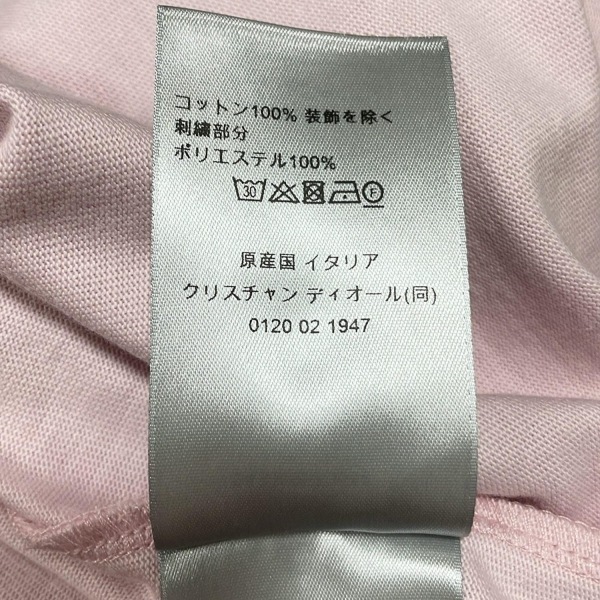 コットン100% 装飾を除く
刺繍部分
ポリエステル100%
30 F
原産国 イタリア
クリスチャン ディオール(同)
0120 02 1947